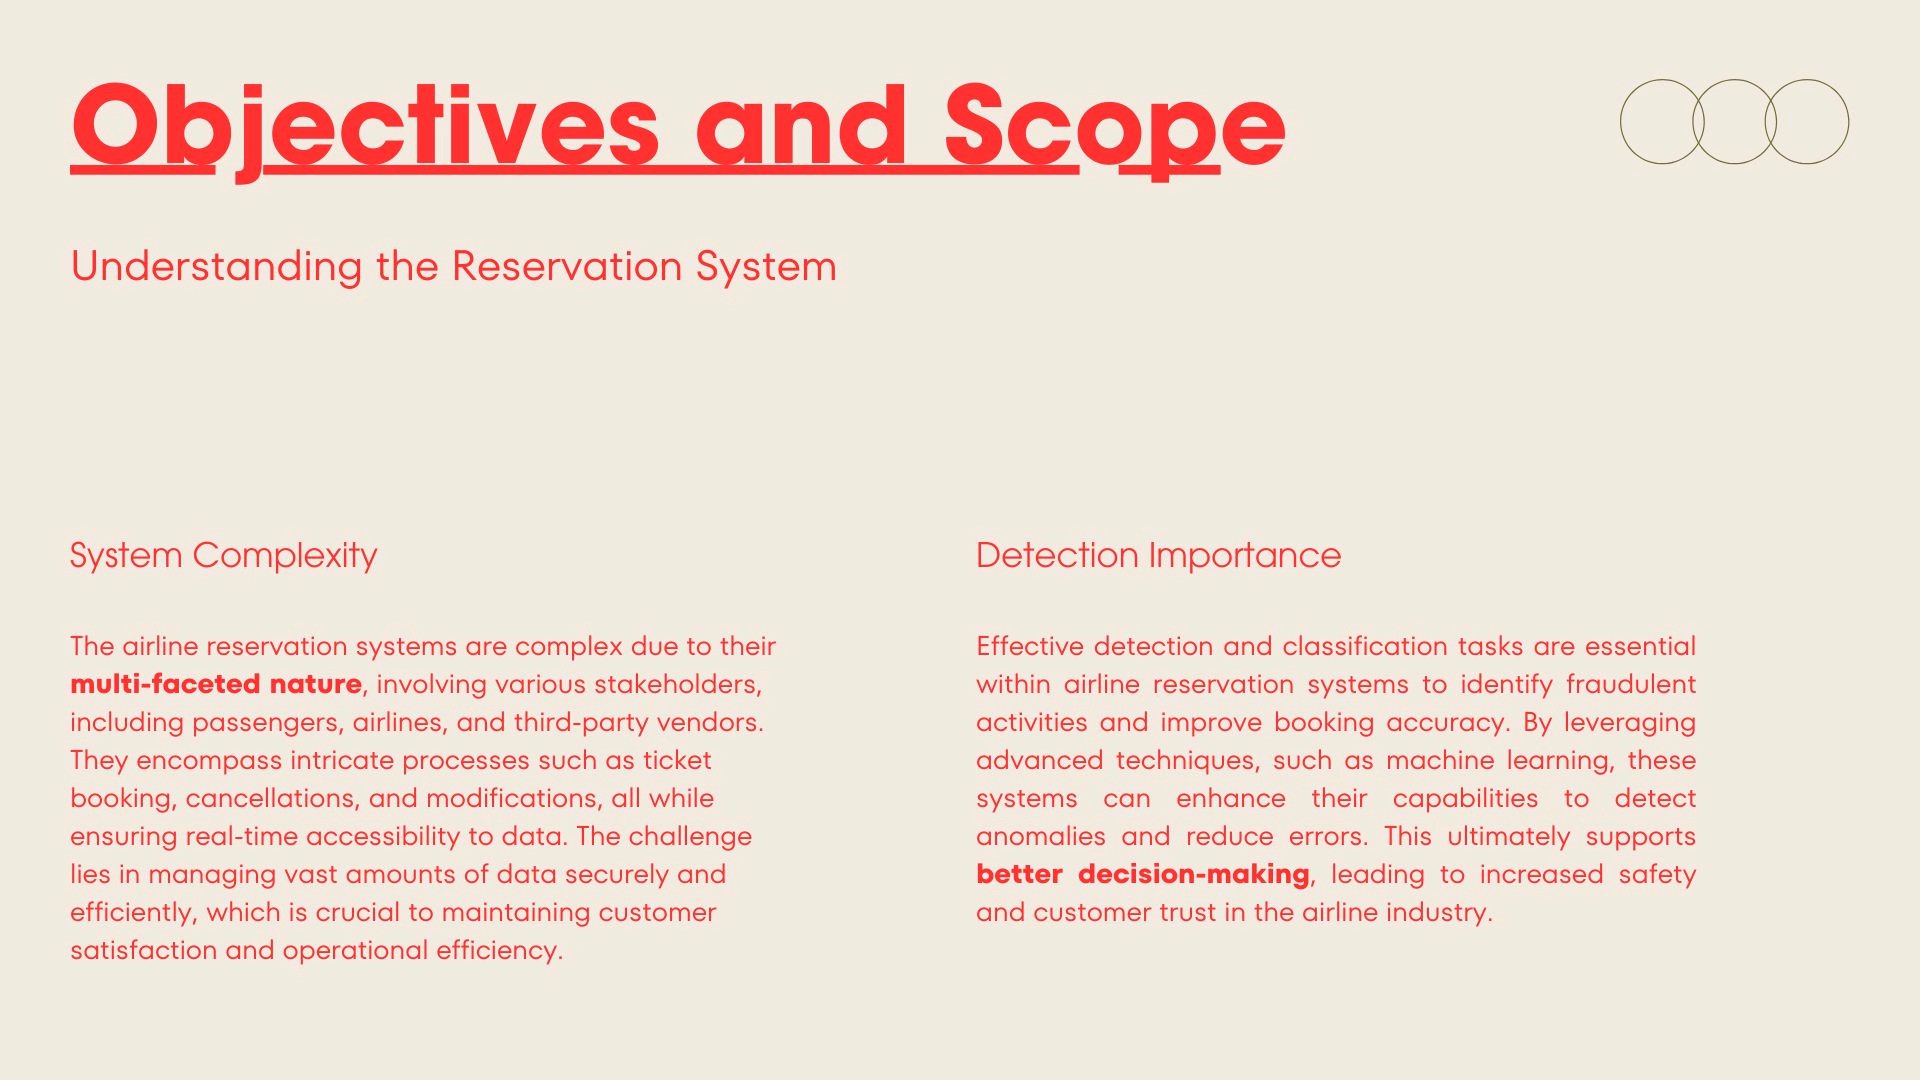 Objectives and Scope
Understanding the Reservation System
System Complexity
The airline reservation systems are complex due to their
multi-faceted nature, involving various stakeholders,
including passengers, airlines, and third-party vendors.
They encompass intricate processes such as ticket
booking, cancellations, and modifications, all while
ensuring real-time accessibility to data. The challenge
lies in managing vast amounts of data securely and
efficiently, which is crucial to maintaining customer
satisfaction and operational efficiency.
Detection Importance
Effective detection and classification tasks are essential
within airline reservation systems to identify fraudulent
activities and improve booking accuracy. By leveraging
advanced techniques, such as machine learning, these
systems can enhance their capabilities to detect
anomalies and reduce errors. This ultimately supports
better decision-making, leading to increased safety
and customer trust in the airline industry.